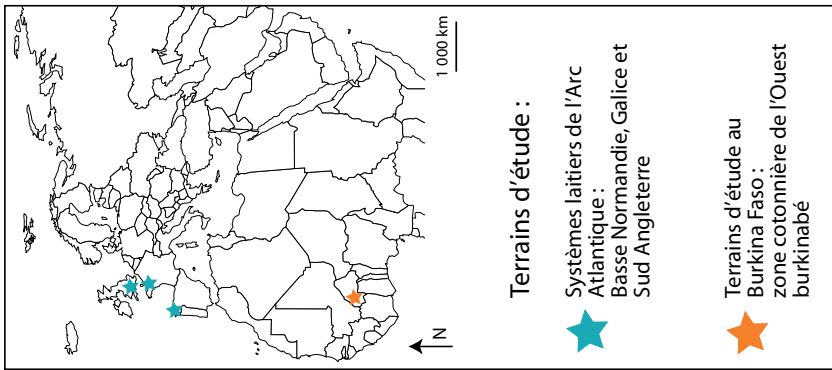 1 000 km
N
Terrains d'étude :
Systèmes laitiers de l'Arc
Atlantique :
Basse Normandie, Galice et
Sud Angleterre
Terrains d'étude au
Burkina Faso :
zone cotonnière de l'Ouest
burkinabé